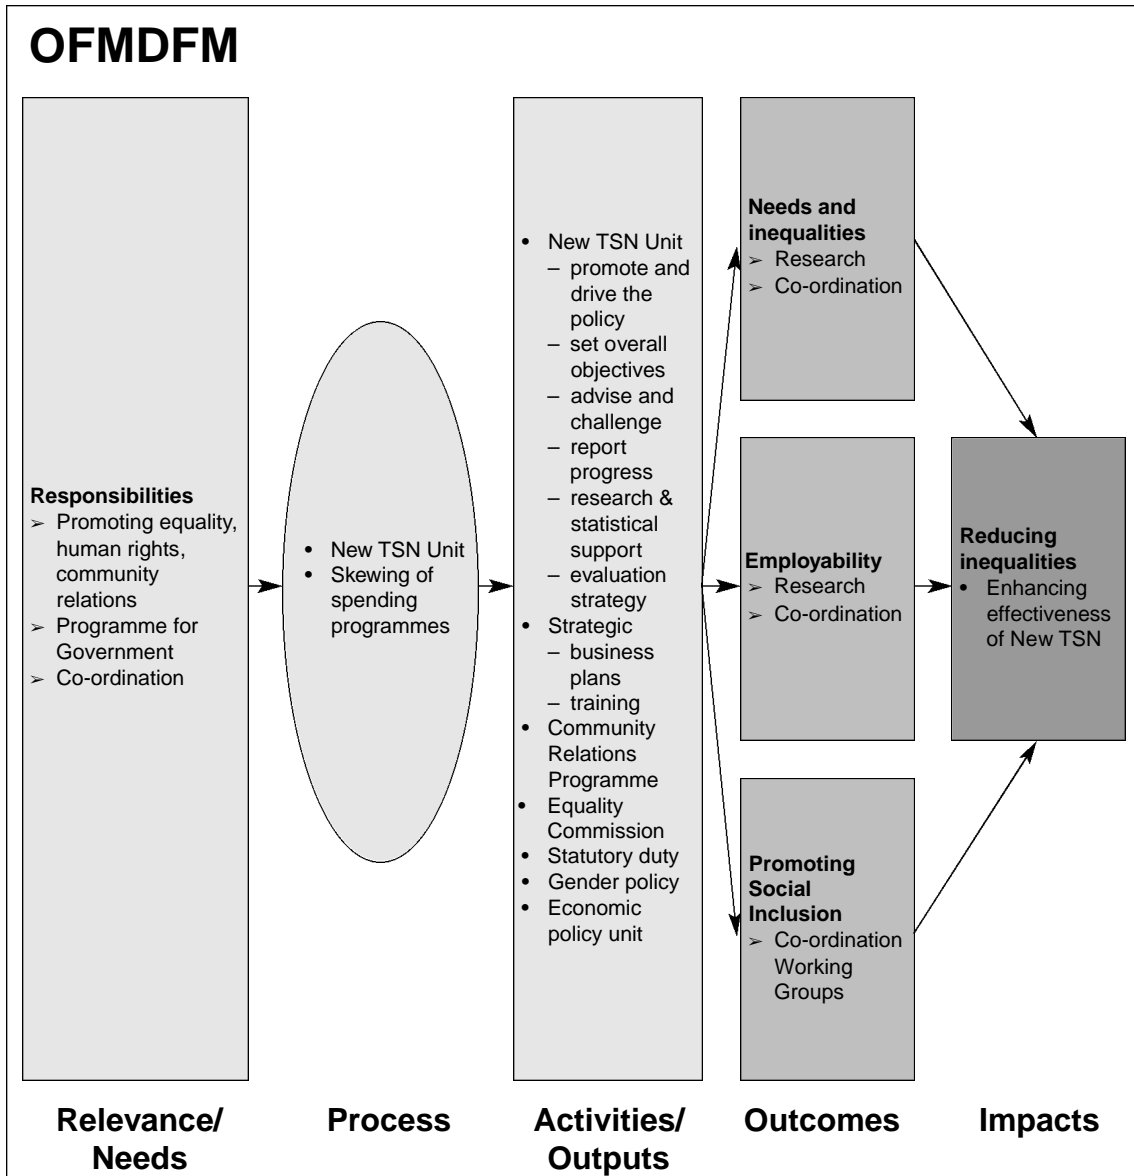 OFMDFM
Responsibilities
➢ Promoting equality,
human rights,
community
relations
➢ Programme for
Government
➢ Co-ordination
• New TSN Unit
• Skewing of
spending
programmes
• New TSN Unit
– promote and
drive the
policy
– set overall
objectives
– advise and
challenge
– report
progress
– research &
statistical
support
– evaluation
strategy
• Strategic
– business
plans
– training
• Community
Relations
Programme
• Equality
Commission
• Statutory duty
• Gender policy
• Economic
policy unit
Needs and
inequalities
➢ Research
➢ Co-ordination
Employability
➢ Research
➢ Co-ordination
Promoting
Social
Inclusion
➢ Co-ordination
Working
Groups
Reducing
inequalities
• Enhancing
effectiveness
of New TSN
Relevance/
Needs
Process
Activities/
Outputs
Outcomes
Impacts